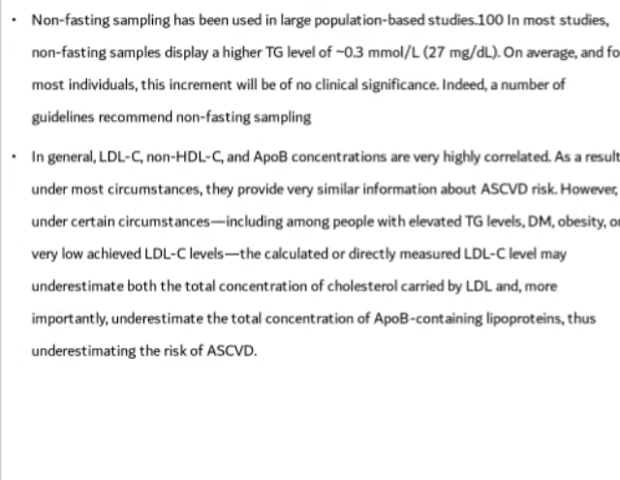 • Non-fasting sampling has been used in large population-based studies.100 In most studies,
non-fasting samples display a higher TG level of ~0.3 mmol/L (27 mg/dL). On average, and fo
most individuals, this increment will be of no clinical significance. Indeed, a number of
guidelines recommend non-fasting sampling
• In general, LDL-C, non-HDL-C, and ApoB concentrations are very highly correlated. As a result
under most circumstances, they provide very similar information about ASCVD risk. However,
under certain circumstances—including among people with elevated TG levels, DM, obesity, o
very low achieved LDL-C levels—the calculated or directly measured LDL-C level may
underestimate both the total concentration of cholesterol carried by LDL and, more
importantly, underestimate the total concentration of ApoB-containing lipoproteins, thus
underestimating the risk of ASCVD.